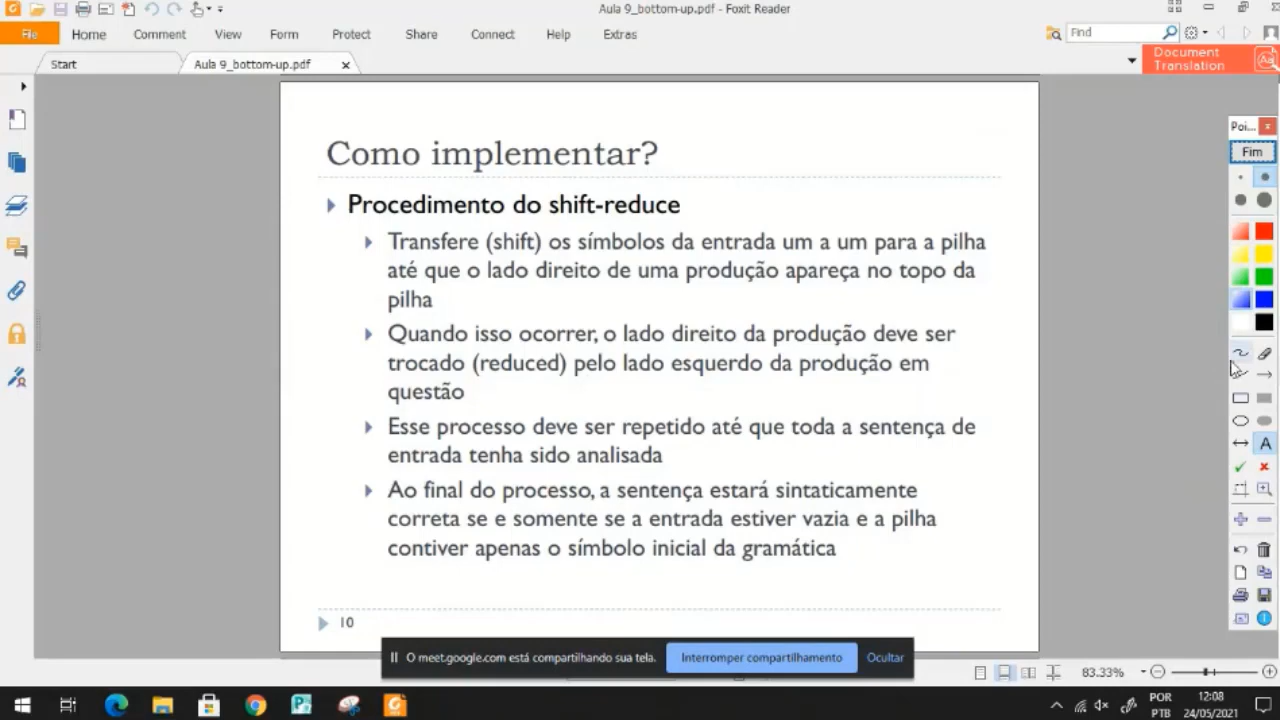 Aula 9_bottom-up.pdf - Foxit Reader
File Home Comment View Form Protect Share Connect Help Extras
Find
Start
Aula 9_bottom-up.pdf
Document
Translation
Poi...
Fim
Como implementar?
Procedimento do shift-reduce
Transfere (shift) os símbolos da entrada um a um para a pilha
até que o lado direito de uma produção apareça no topo da
pilha
Quando isso ocorrer, o lado direito da produção deve ser
trocado (reduced) pelo lado esquerdo da produção em
questão
Esse processo deve ser repetido até que toda a sentença de
entrada tenha sido analisada
Ao final do processo, a sentença estará sintaticamente
correta se e somente se a entrada estiver vazia e a pilha
contiver apenas o símbolo inicial da gramática
10
A
O meet.google.com está compartilhando sua tela.
Interromper compartilhamento
Ocultar
83.33%
POR
PTB
12:08
24/05/2021